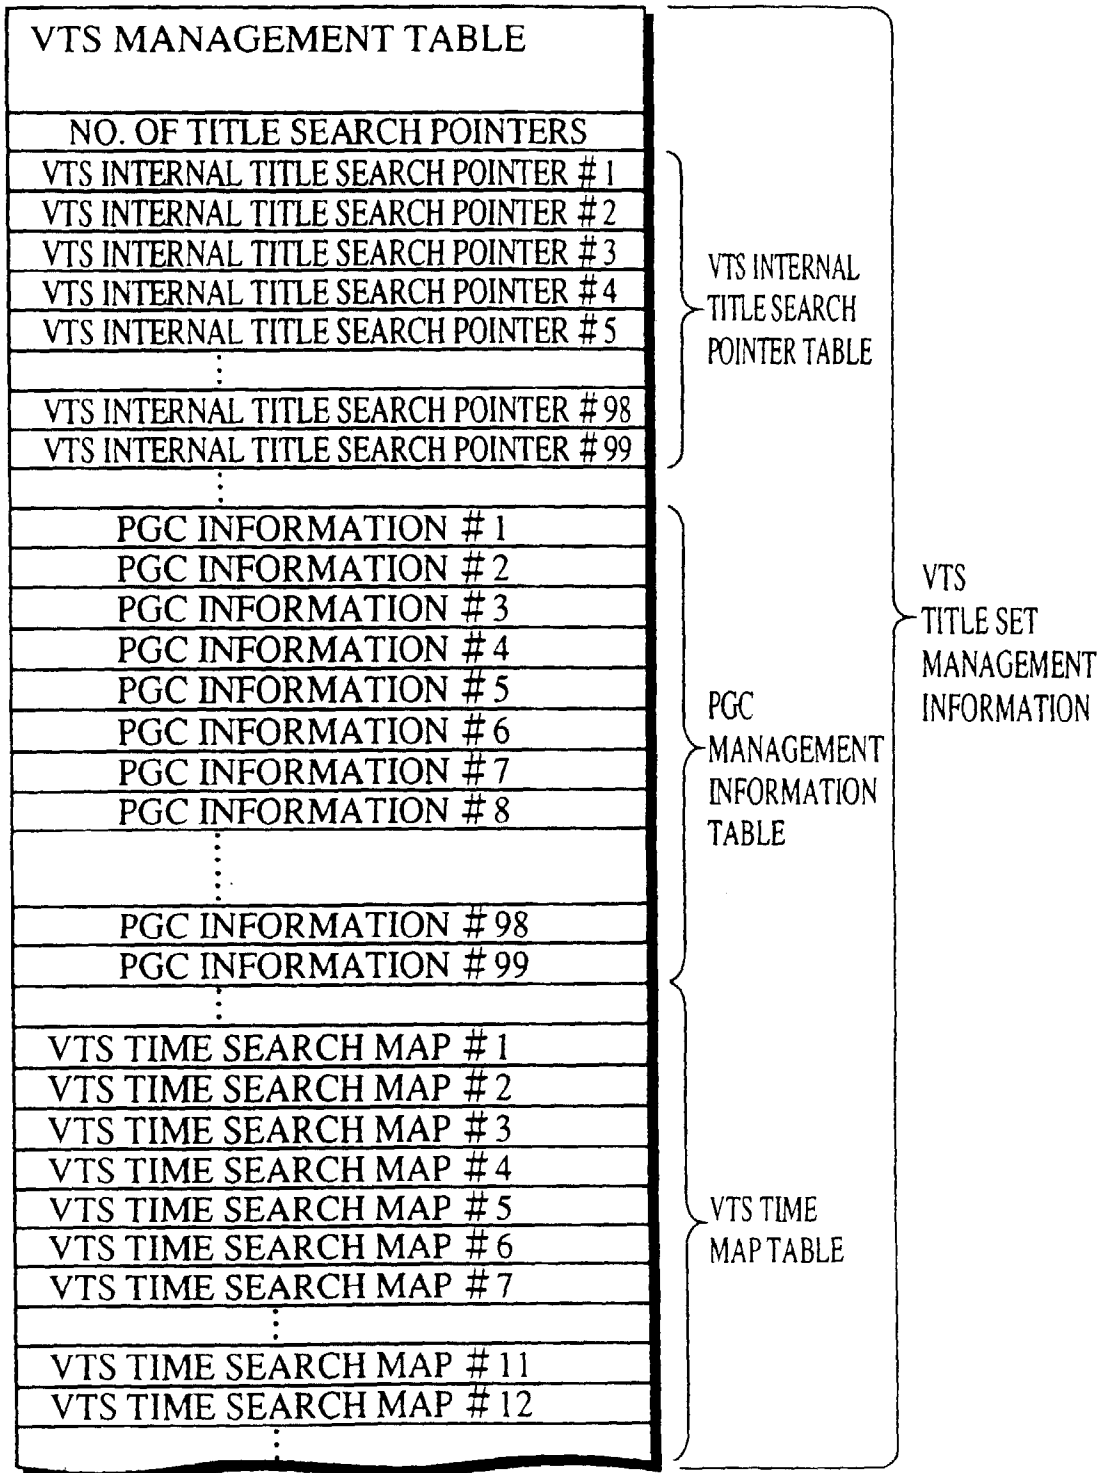 VTS MANAGEMENT TABLE
NO. OF TITLE SEARCH POINTERS
VTS INTERNAL TITLE SEARCH POINTER #1
VTS INTERNAL TITLE SEARCH POINTER #2
VTS INTERNAL TITLE SEARCH POINTER #3
VTS INTERNAL TITLE SEARCH POINTER #4
VTS INTERNAL TITLE SEARCH POINTER #5
VTS INTERNAL TITLE SEARCH POINTER #98
VTS INTERNAL TITLE SEARCH POINTER #99
VTS INTERNAL
TITLE SEARCH
POINTER TABLE
PGC INFORMATION #1
PGC INFORMATION #2
PGC INFORMATION #3
PGC INFORMATION #4
PGC INFORMATION #5
PGC INFORMATION #6
PGC INFORMATION #7
PGC INFORMATION #8
PGC INFORMATION #98
PGC INFORMATION #99
PGC
MANAGEMENT
INFORMATION
TABLE
VTS TIME SEARCH MAP #1
VTS TIME SEARCH MAP #2
VTS TIME SEARCH MAP #3
VTS TIME SEARCH MAP #4
VTS TIME SEARCH MAP #5
VTS TIME SEARCH MAP #6
VTS TIME SEARCH MAP #7
VTS TIME SEARCH MAP #11
VTS TIME SEARCH MAP #12
VTS TIME
MAP TABLE
VTS
TITLE SET
MANAGEMENT
INFORMATION